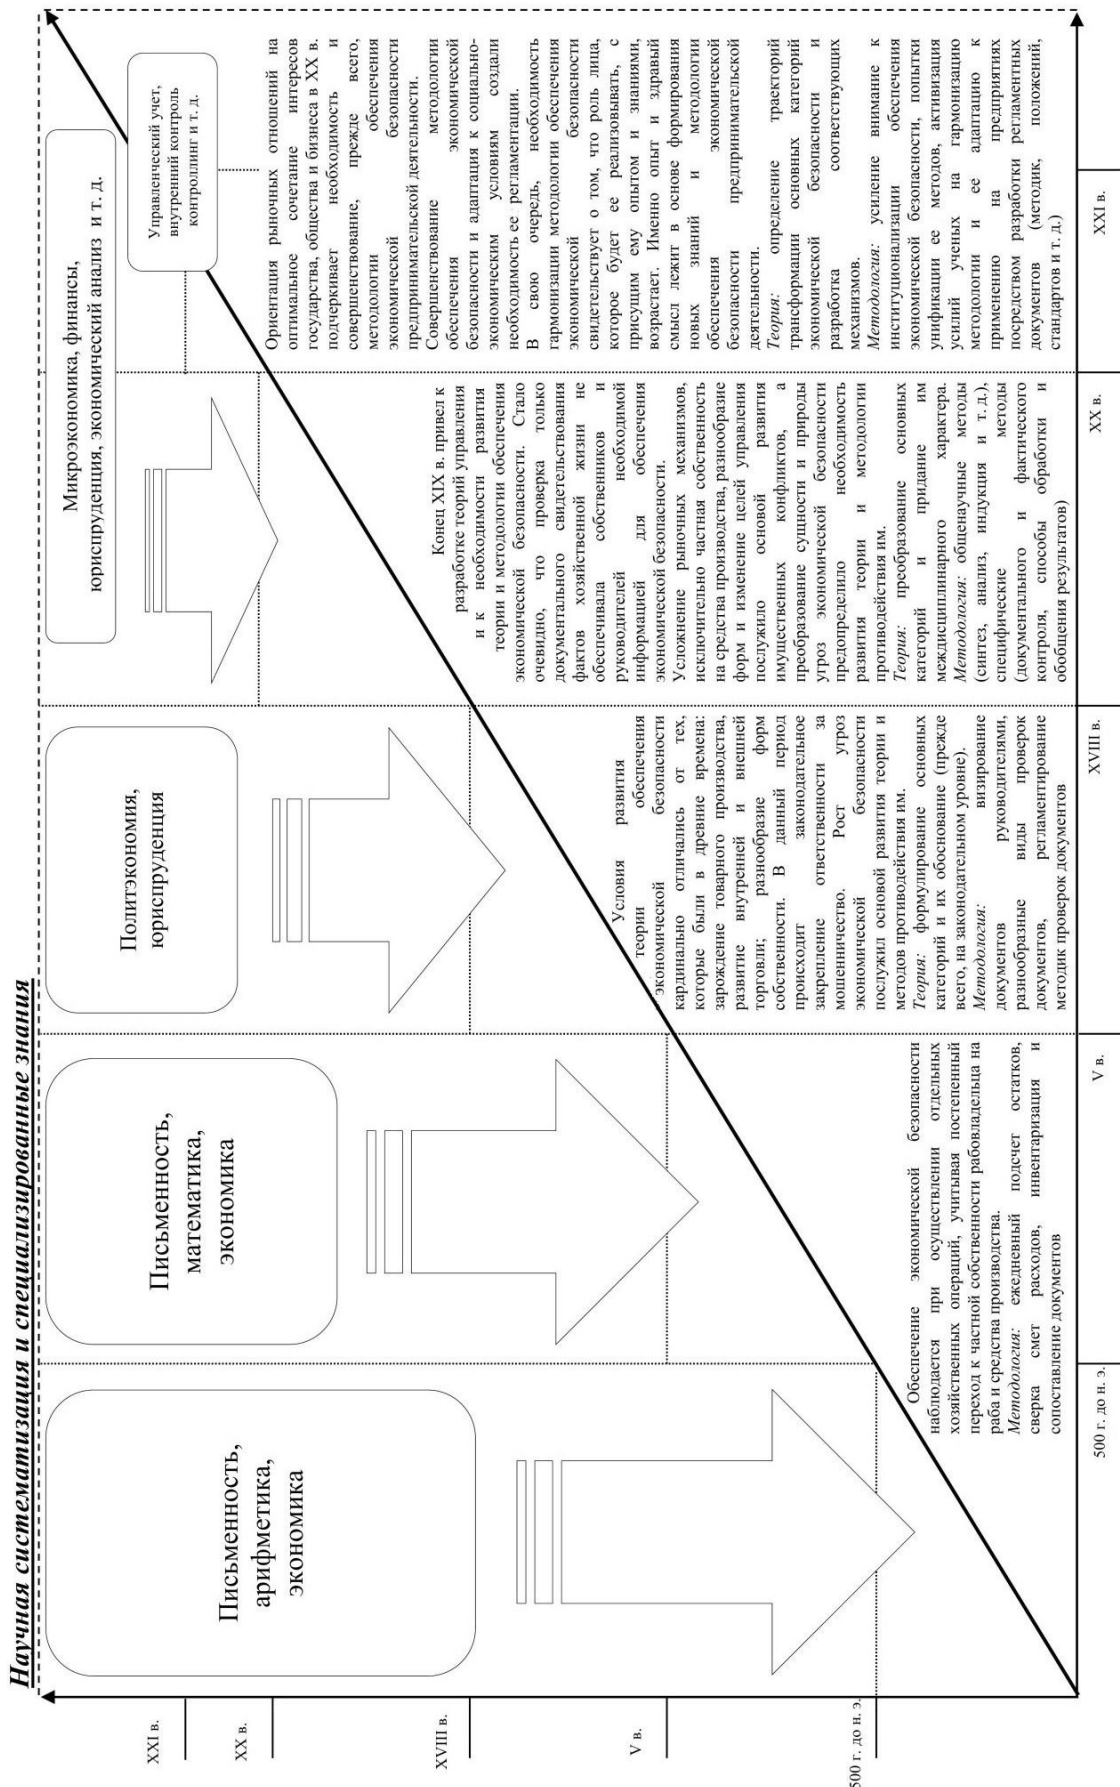 Научная систематизация и специализированные знания
XXI в.
XX в.
XVIII в.
V в.
500 г. до н. э.
Письменность,
арифметика,
экономика
Письменность,
математика,
экономика
Политэкономия,
юриспруденция
Микроэкономика, финансы,
юриспруденция, экономический анализ и т. д.
Управленческий учет,
внутренний контроль
контроллинг и т. д.
Обеспечение экономической безопасности
наблюдается при осуществлении отдельных
хозяйственных операций, учитывая постепенный
переход к частной собственности рабовладельца на
раба и средства производства.
Методология: ежедневный подсчет остатков,
сверка смет расходов, инвентаризация и
сопоставление документов
Условия развития
теории обеспечения
экономической безопасности
кардинально отличались от тех,
которые были в древние времена:
зарождение товарного производства,
развитие внутренней и внешней
торговли; разнообразие форм
собственности. В данный период
происходит законодательное
закрепление ответственности за
мошенничество. Рост угроз
экономической безопасности
послужил основой развития теории и
методов противодействия им.
Теория: формулирование основных
категорий и их обоснование (прежде
всего, на законодательном уровне).
Методология: визирование
документов руководителями,
разнообразные виды проверок
документов, регламентирование
методик проверок документов
Конец XIX в. привел к
разработке теорий управления
и к необходимости развития
теории и методологии обеспечения
экономической безопасности. Стало
очевидно, что проверка только
документального свидетельствования
фактов хозяйственной жизни не
обеспечивала собственников и
руководителей необходимой
информацией для обеспечения
экономической безопасности.
Усложнение рыночных механизмов,
исключительно частная собственность
на средства производства, разнообразие
форм и изменение целей управления
послужило основой развития
имущественных конфликтов, а
преобразование сущности и природы
угроз экономической безопасности
предопределило необходимость
развития теории и методологии
противодействия им.
Теория: преобразование основных
категорий и придание им
междисциплинарного характера.
Методология: общенаучные методы
(синтез, анализ, индукция и т. д.),
специфические методы
(документального и фактического
контроля, способы обработки и
обобщения результатов)
Ориентация рыночных отношений на
оптимальное сочетание интересов
государства, общества и бизнеса в XX в.
подчеркивает необходимость и
совершенствование, прежде всего,
методологии обеспечения
экономической безопасности
предпринимательской деятельности.
Совершенствование методологии
обеспечения экономической
безопасности и адаптация к социально-
экономическим условиям создали
необходимость ее регламентации.
В свою очередь, необходимость
гармонизации методологии обеспечения
экономической безопасности
свидетельствует о том, что роль лица,
которое будет ее реализовывать, с
присущим ему опытом и знаниями,
возрастает. Именно опыт и здравый
смысл лежит в основе формирования
новых знаний и методологии
обеспечения экономической
безопасности предпринимательской
деятельности.
Теория: определение траекторий
трансформации основных категорий
экономической безопасности и
разработка соответствующих
механизмов.
Методология: усиление внимание к
институционализации обеспечения
экономической безопасности, попытки
унификации ее методов, активизация
усилий ученых на гармонизацию
методологии и ее адаптацию к
применению на предприятиях
посредством разработки регламентных
документов (методик, положений,
стандартов и т. д.)
500 г. до н. э.
V в.
XVIII в.
XX в.
XXI в.